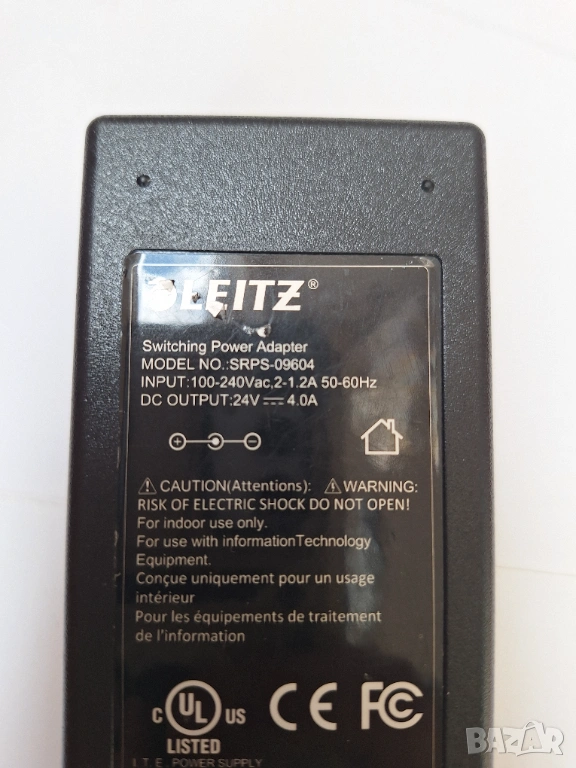 LEITZ®
Switching Power Adapter
MODEL NO.:SRPS-09604
INPUT:100-240Vac,2-1.2A 50-60Hz
DC OUTPUT:24V ⎓ 4.0A
⚠ CAUTION(Attentions): ⚠ WARNING:
RISK OF ELECTRIC SHOCK DO NOT OPEN!
For indoor use only.
For use with informationTechnology
Equipment.
Conçue uniquement pour un usage
intérieur
Pour les équipements de traitement
de l'information
c UL US CE FC
LISTED
I.T.E. POWER SUPPLY
BAZAR